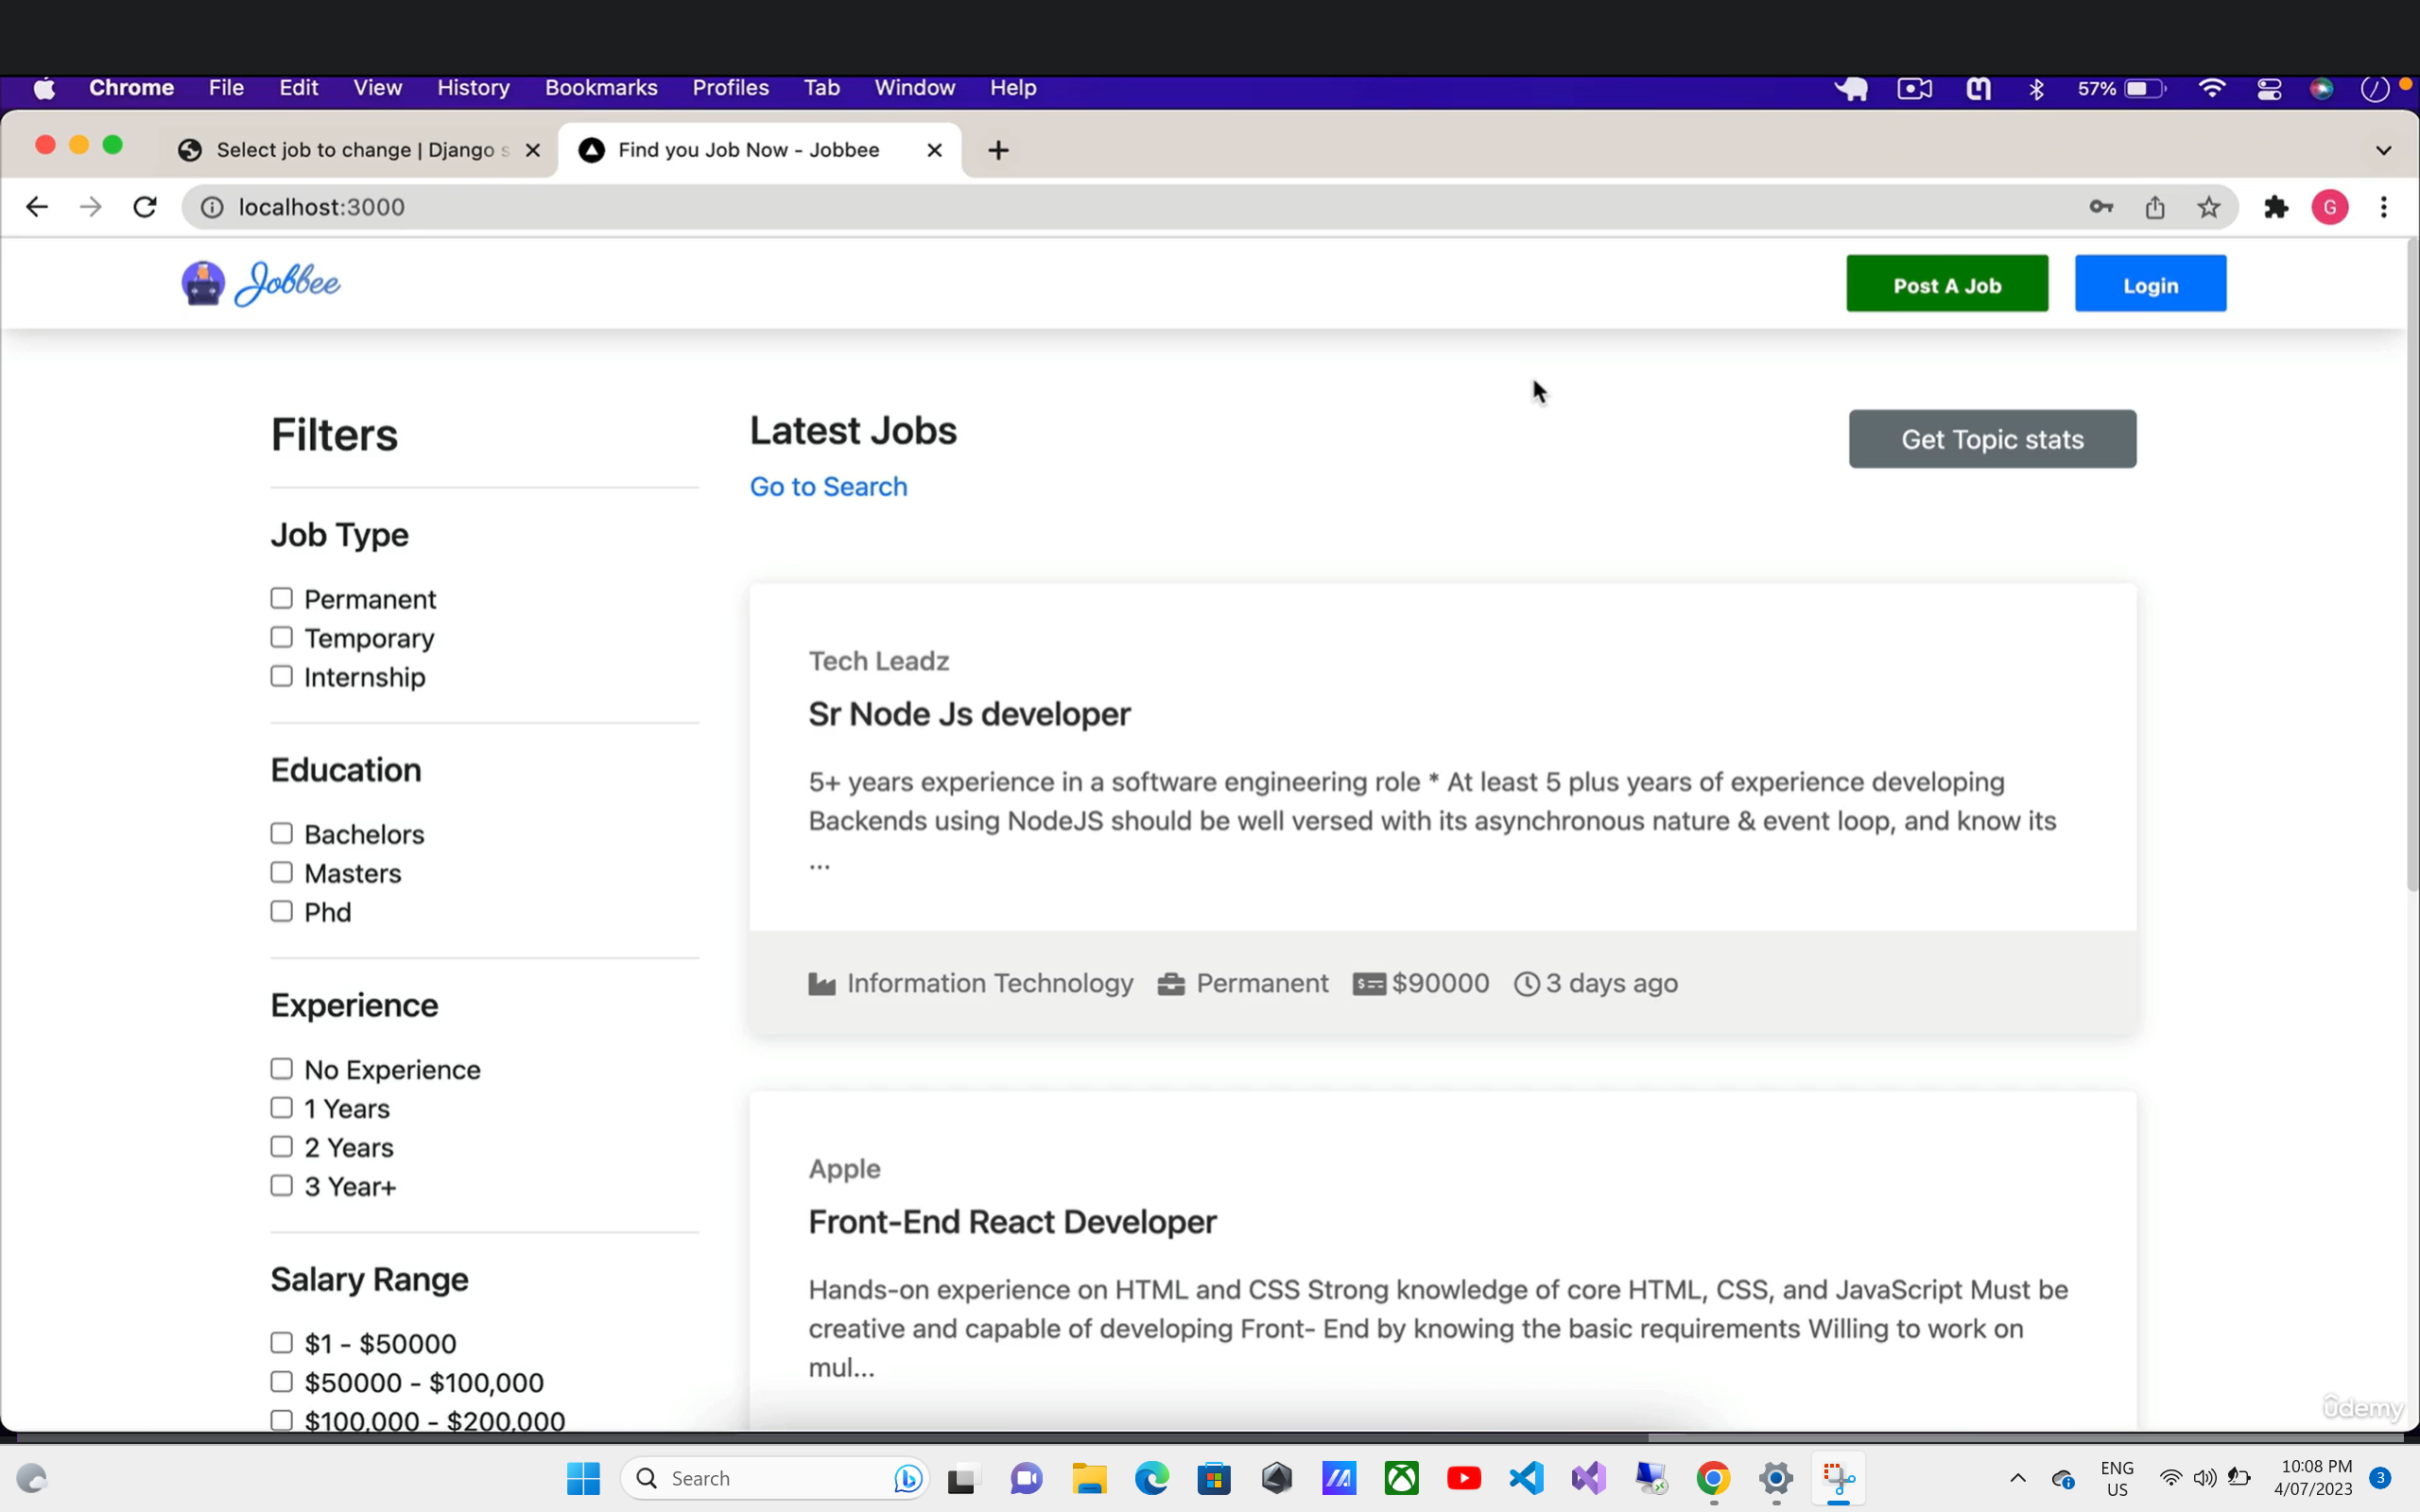 Chrome File Edit View History Bookmarks Profiles Tab Window Help 57%
Select job to change | Django s
Find you Job Now - Jobbee
localhost:3000
G
Jobbee
Post A Job
Login
Filters
Job Type
Permanent
Temporary
Internship
Education
Bachelors
Masters
Phd
Experience
No Experience
1 Years
2 Years
3 Year+
Salary Range
$1 - $50000
$50000 - $100,000
$100,000 - $200,000
Latest Jobs
Get Topic stats
Go to Search
Tech Leadz
Sr Node Js developer
5+ years experience in a software engineering role * At least 5 plus years of experience developing
Backends using NodeJS should be well versed with its asynchronous nature & event loop, and know its
...
Information Technology Permanent $90000 3 days ago
Apple
Front-End React Developer
Hands-on experience on HTML and CSS Strong knowledge of core HTML, CSS, and JavaScript Must be
creative and capable of developing Front- End by knowing the basic requirements Willing to work on
mul...
ûdemy
Search
ENG
US
10:08 PM
4/07/2023
3